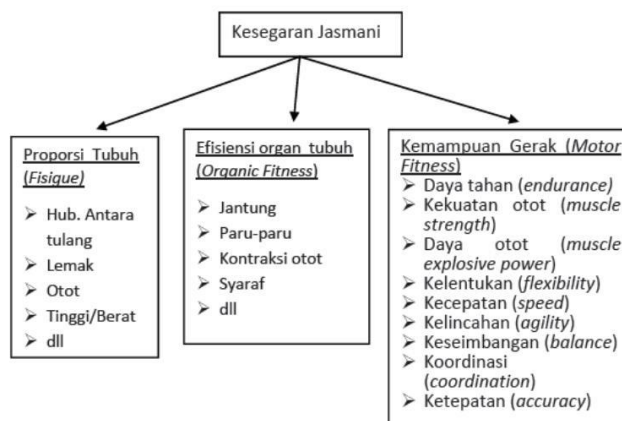 Kesegaran Jasmani
Proporsi Tubuh
(Fisique)
➤ Hub. Antara
tulang
➤ Lemak
➤ Otot
➤ Tinggi/Berat
➤ dll
Efisiensi organ tubuh
(Organic Fitness)
➤ Jantung
➤ Paru-paru
➤ Kontraksi otot
➤ Syaraf
➤ dll
Kemampuan Gerak (Motor
Fitness)
➤ Daya tahan (endurance)
➤ Kekuatan otot (muscle
strength)
➤ Daya otot (muscle
explosive power)
➤ Kelentukan (flexibility)
➤ Kecepatan (speed)
➤ Kelincahan (agility)
➤ Keseimbangan (balance)
➤ Koordinasi
(coordination)
➤ Ketepatan (accuracy)